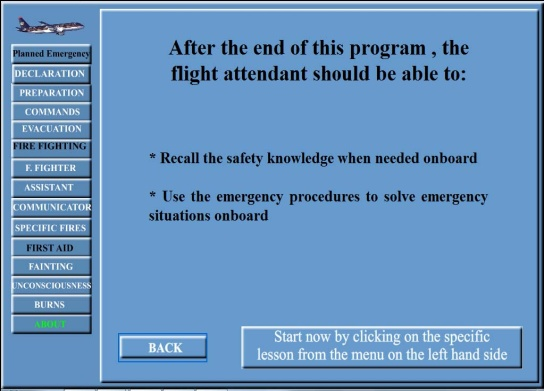 Planned Emergency
DECLARATION
PREPARATION
COMMANDS
EVACUATION
FIRE FIGHTING
F. FIGHTER
ASSISTANT
COMMUNICATOR
SPECIFIC FIRES
FIRST AID
FAINTING
UNCONSCIOUSNESS
BURNS
ABOUT
After the end of this program , the
flight attendant should be able to:
* Recall the safety knowledge when needed onboard
* Use the emergency procedures to solve emergency
situations onboard
BACK
Start now by clicking on the specific
lesson from the menu on the left hand side